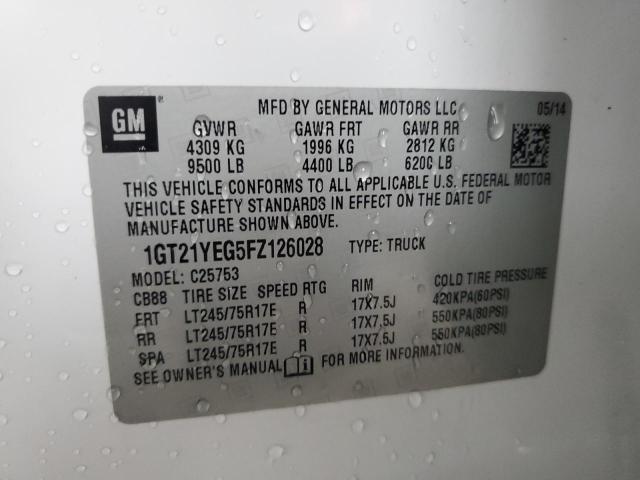 GM
MFD BY GENERAL MOTORS LLC 05/14
GVWR GAWR FRT GAWR RR
4309 KG 1996 KG 2812 KG
9500 LB 4400 LB 6200 LB
THIS VEHICLE CONFORMS TO ALL APPLICABLE U.S. FEDERAL MOTOR
VEHICLE SAFETY STANDARDS IN EFFECT ON THE DATE OF
MANUFACTURE SHOWN ABOVE.
1GT21YEG5FZ126028 TYPE: TRUCK
MODEL: C25753
CB88 TIRE SIZE SPEED RTG RIM COLD TIRE PRESSURE
FRT LT245/75R17E R 17X7.5J 420KPA(60PSI)
RR LT245/75R17E R 17X7.5J 550KPA(80PSI)
SPA LT245/75R17E R 17X7.5J 550KPA(80PSI)
SEE OWNER'S MANUAL FOR MORE INFORMATION.